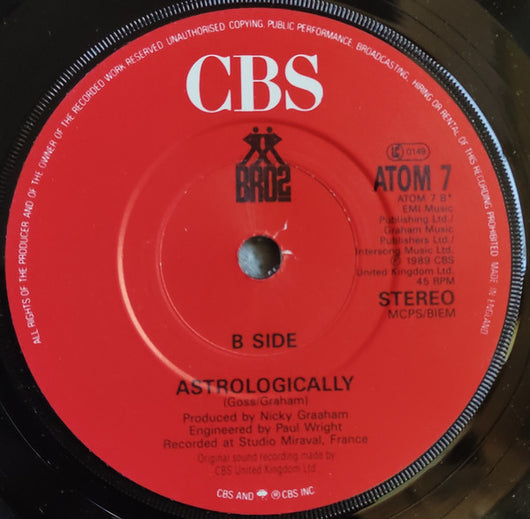 ALL RIGHTS OF THE PRODUCER AND OF THE OWNER OF THE RECORDED WORK RESERVED. UNAUTHORISED COPYING, PUBLIC PERFORMANCE, BROADCASTING, HIRING OR RENTAL OF THIS RECORDING PROHIBITED. MADE IN ENGLAND
CBS
BROS
LC 0149
ATOM 7
ATOM 7 B*
EMI Music
Publishing Ltd./
Graham Music
Publishers Ltd./
Intersong Music Ltd.
℗ 1989 CBS
United Kingdom Ltd.
45 RPM
STEREO
MCPS/BIEM
B SIDE
ASTROLOGICALLY
(Goss/Graham)
Produced by Nicky Graaham
Engineered by Paul Wright
Recorded at Studio Miraval, France
Original sound recording made by
CBS United Kingdom Ltd
CBS AND ® CBS INC.